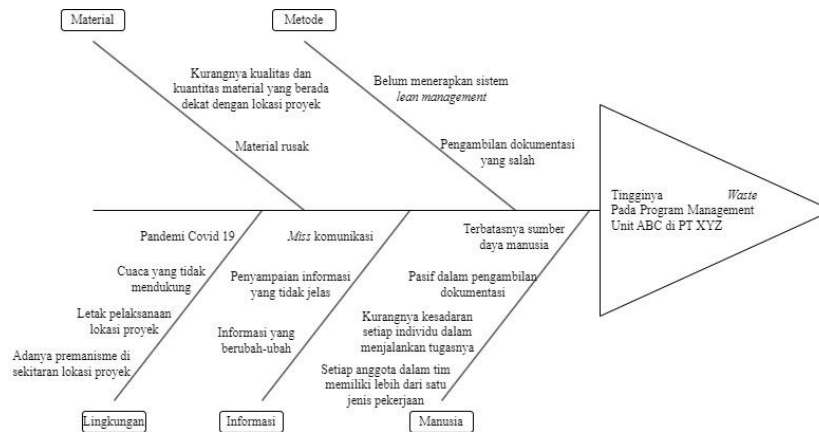 Material
Metode
Kurangnya kualitas dan
kuantitas material yang berada
dekat dengan lokasi proyek
Material rusak
Belum menerapkan sistem
lean management
Pengambilan dokumentasi
yang salah
Tingginya Waste
Pada Program Management
Unit ABC di PT XYZ
Pandemi Covid 19
Cuaca yang tidak
mendukung
Letak pelaksanaan
lokasi proyek
Adanya premanisme di
sekitaran lokasi proyek
Miss komunikasi
Penyampaian informasi
yang tidak jelas
Informasi yang
berubah-ubah
Terbatasnya sumber
daya manusia
Pasif dalam pengambilan
dokumentasi
Kurangnya kesadaran
setiap individu dalam
menjalankan tugasnya
Setiap anggota dalam tim
memiliki lebih dari satu
jenis pekerjaan
Lingkungan
Informasi
Manusia